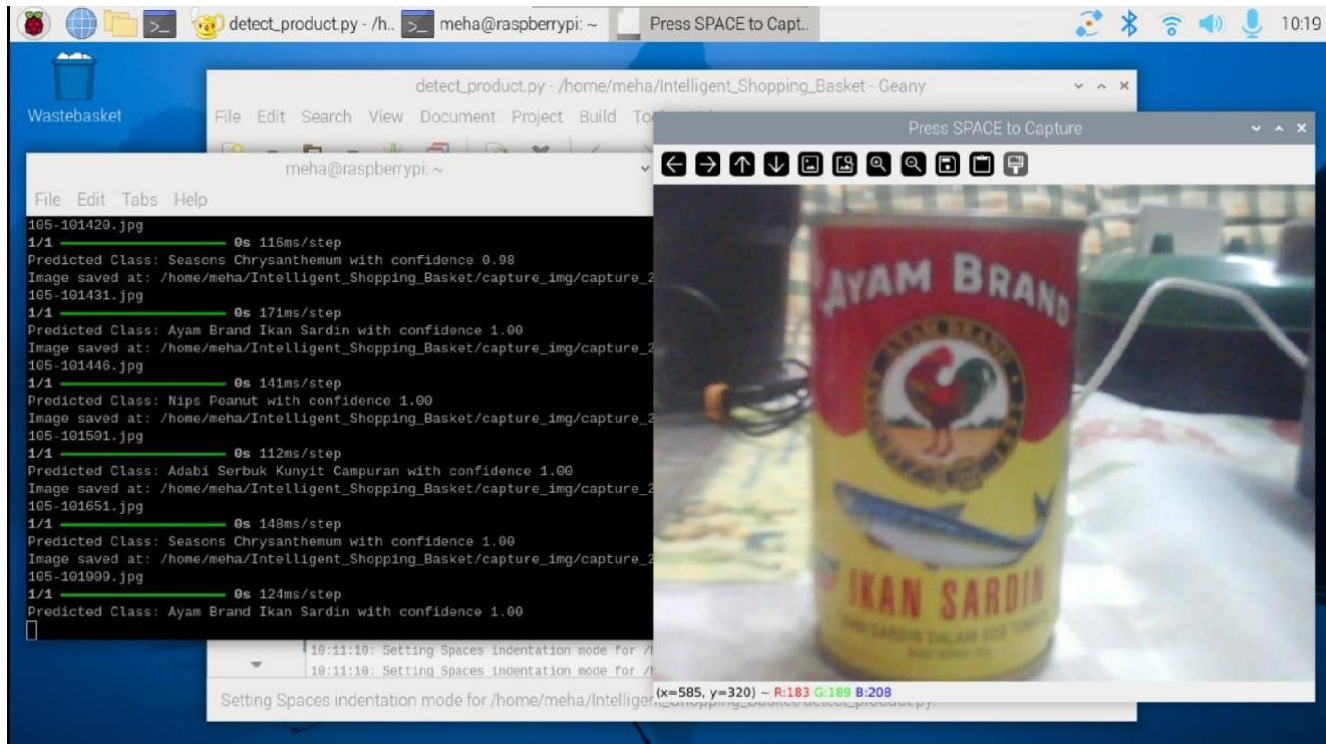 detect_product.py - /h..
meha@raspberrypi: ~
Press SPACE to Capt..
10:19
Wastebasket
detect_product.py - /home/meha/Intelligent_Shopping_Basket - Geany
File Edit Search View Document Project Build
meha@raspberrypi: ~
File Edit Tabs Help
105-101420.jpg
1/1 0s 116ms/step
Predicted Class: Seasons Chrysanthemum with confidence 0.98
Image saved at: /home/meha/Intelligent_Shopping_Basket/capture_img/capture_2
105-101431.jpg
1/1 0s 171ms/step
Predicted Class: Ayam Brand Ikan Sardin with confidence 1.00
Image saved at: /home/meha/Intelligent_Shopping_Basket/capture_img/capture_2
105-101446.jpg
1/1 0s 141ms/step
Predicted Class: Nips Peanut with confidence 1.00
Image saved at: /home/meha/Intelligent_Shopping_Basket/capture_img/capture_2
105-101501.jpg
1/1 0s 112ms/step
Predicted Class: Adabi Serbuk Kunyit Campuran with confidence 1.00
Image saved at: /home/meha/Intelligent_Shopping_Basket/capture_img/capture_2
105-101651.jpg
1/1 0s 148ms/step
Predicted Class: Seasons Chrysanthemum with confidence 1.00
Image saved at: /home/meha/Intelligent_Shopping_Basket/capture_img/capture_2
105-101909.jpg
1/1 0s 124ms/step
Predicted Class: Ayam Brand Ikan Sardin with confidence 1.00
10:11:10: Setting Spaces indentation mode for /
10:11:10: Setting Spaces indentation mode for /
Setting Spaces indentation mode for /home/meha/Intelligent_Shopping_Basket/detect_product.py.
Press SPACE to Capture
AYAM BRAND
AYAM BRAND
IKAN SARDIN
(x=585, y=320) ~ R:183 G:189 B:208